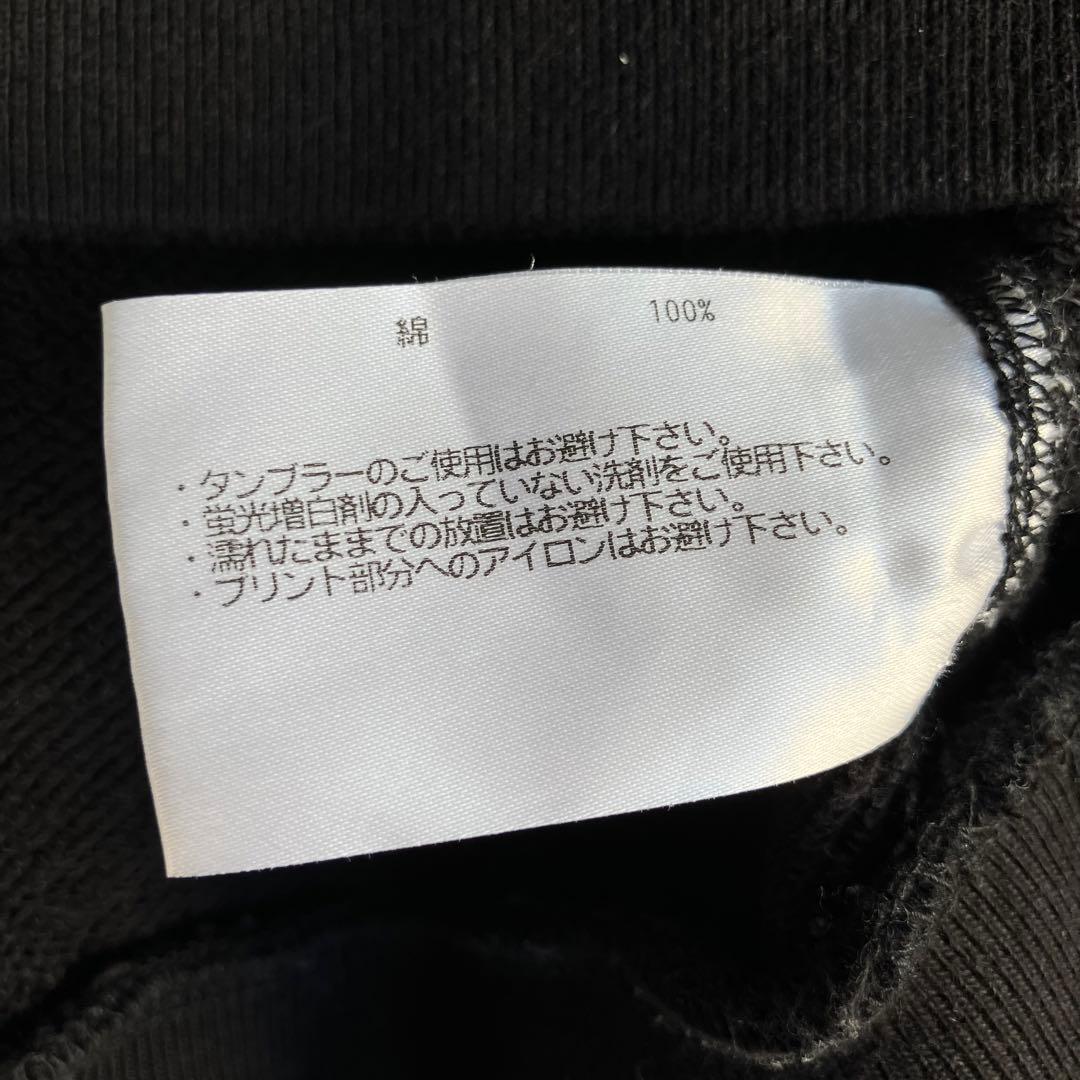 綿 100%
・タンブラーのご使用はお避け下さい。
・蛍光増白剤の入っていない洗剤をご使用下さい。
・濡れたままでの放置はお避け下さい。
・プリント部分へのアイロンはお避け下さい。